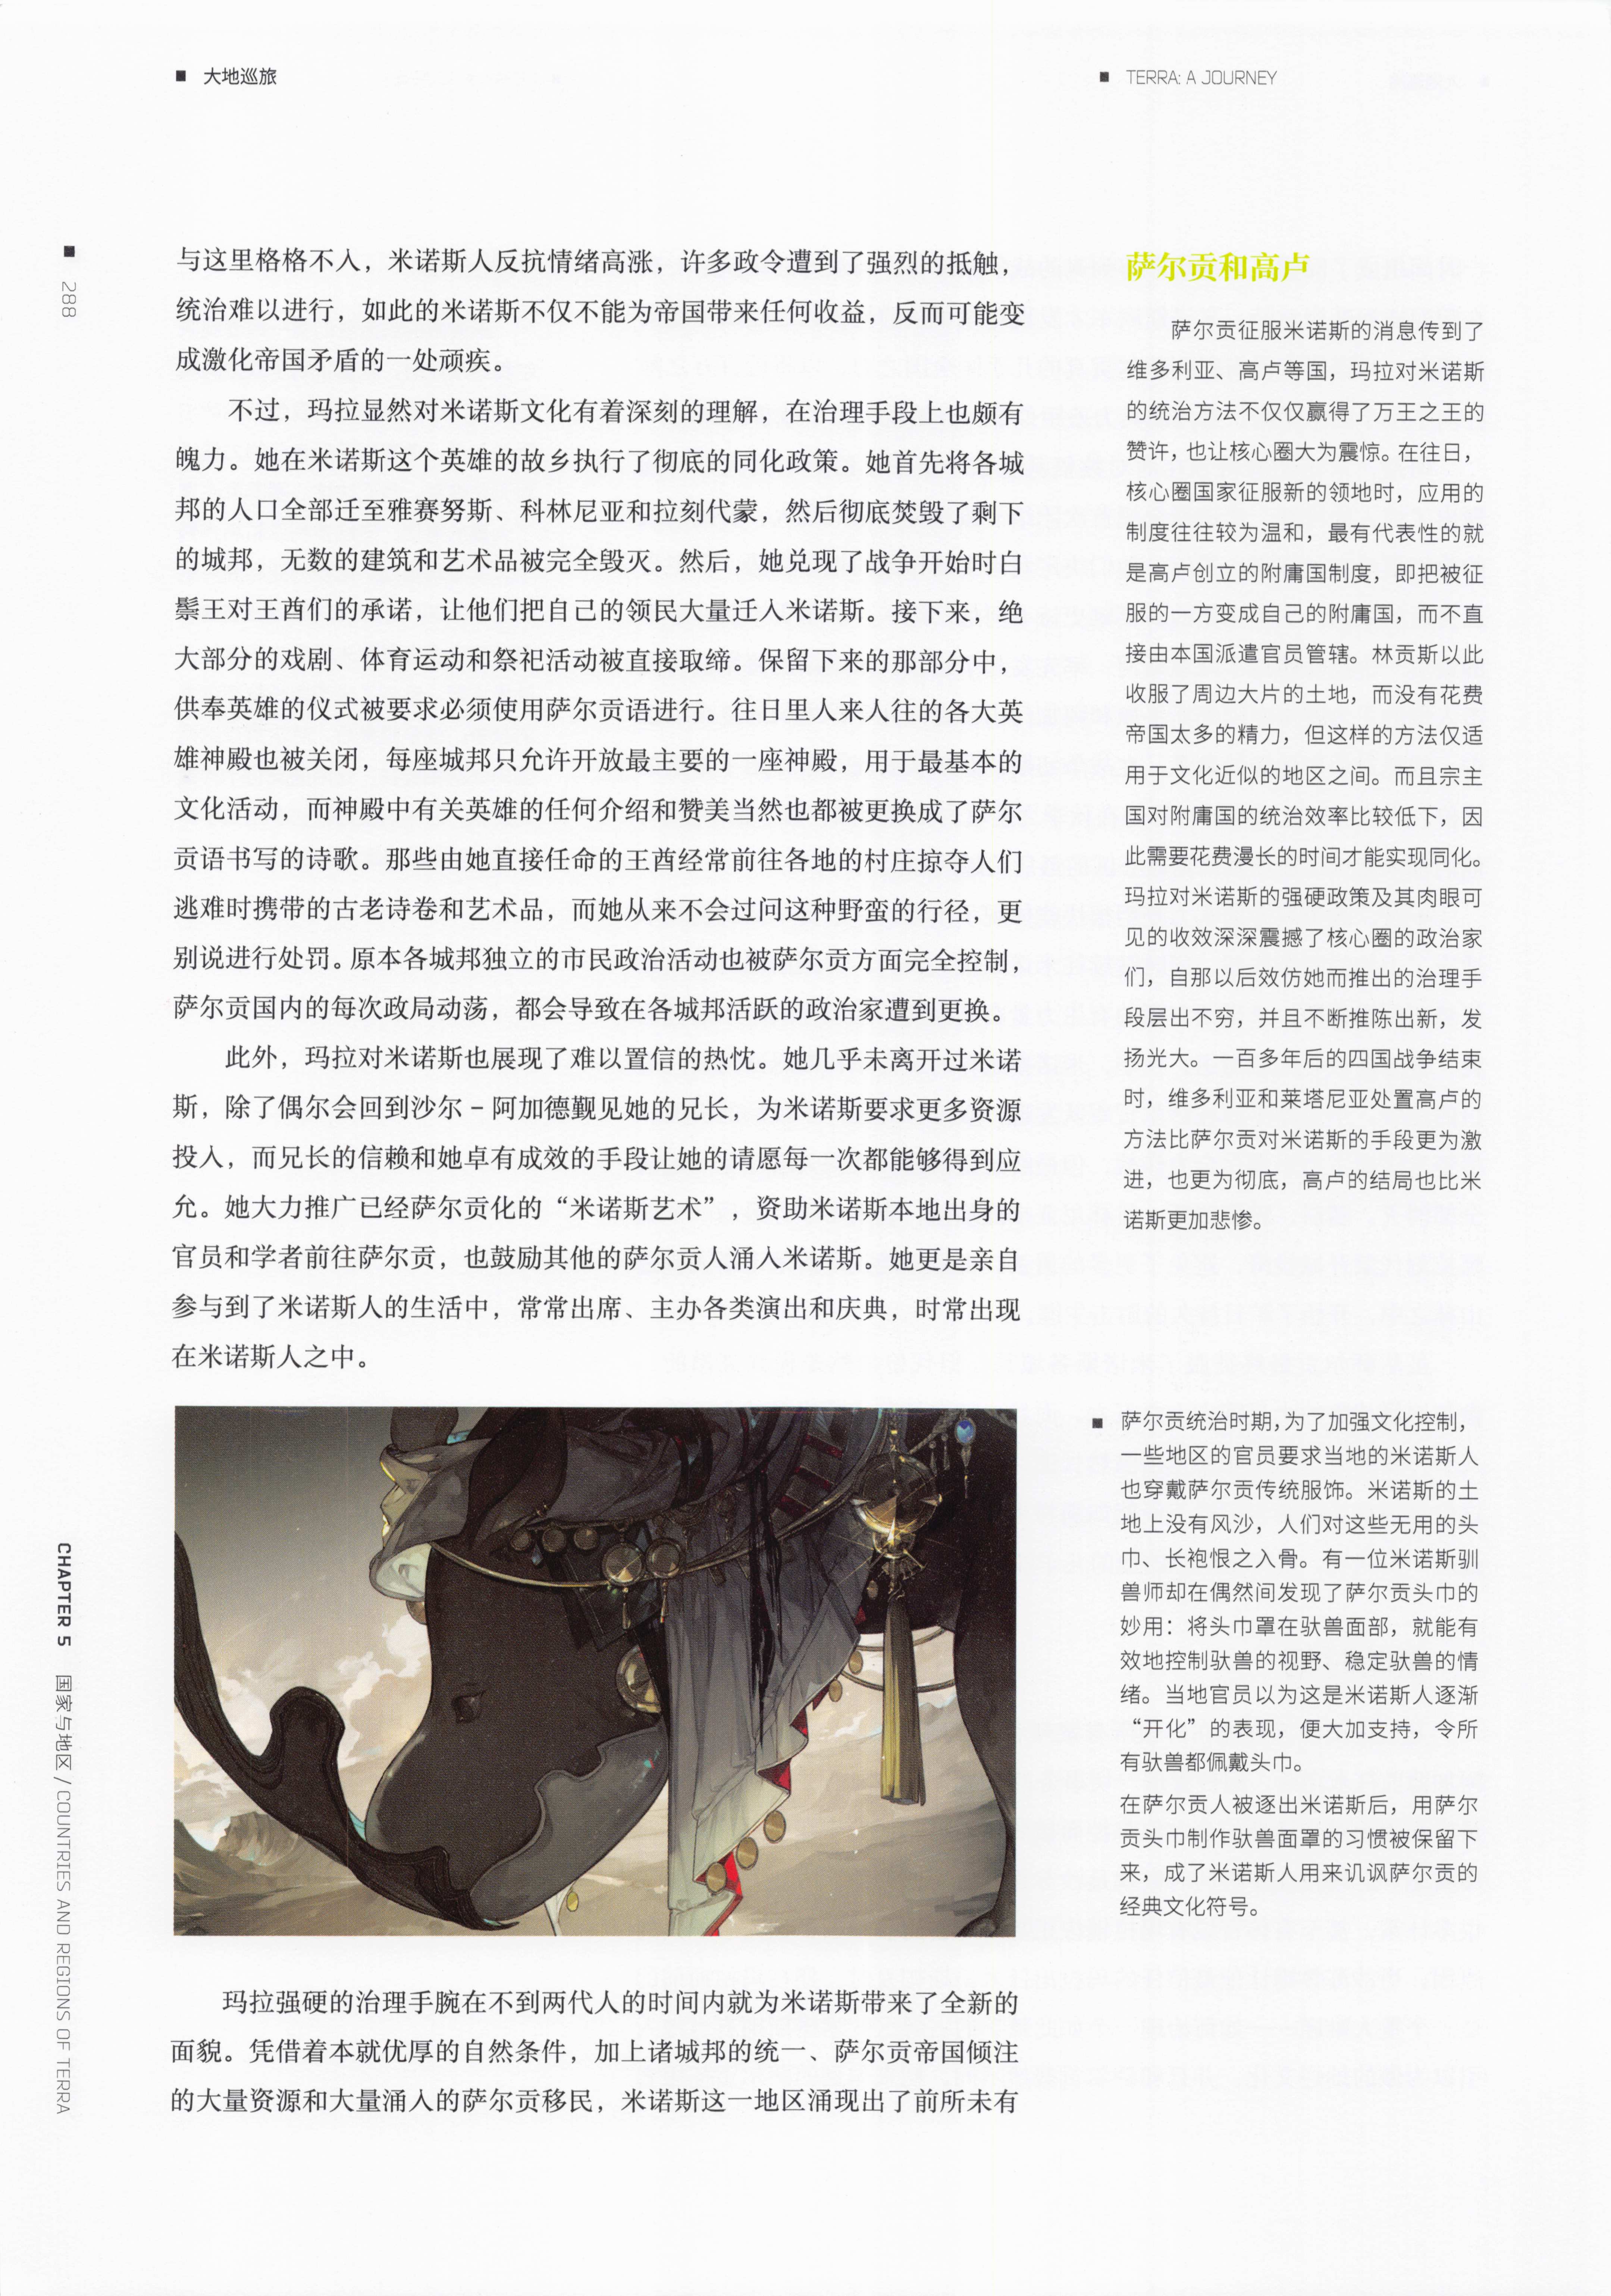 大地巡旅
TERRA: A JOURNEY
288
与这里格格不入，米诺斯人反抗情绪高涨，许多政令遭到了强烈的抵触，
统治难以进行，如此的米诺斯不仅不能为帝国带来任何收益，反而可能变
成激化帝国矛盾的一处顽疾。
不过，玛拉显然对米诺斯文化有着深刻的理解，在治理手段上也颇有
魄力。她在米诺斯这个英雄的故乡执行了彻底的同化政策。她首先将各城
邦的人口全部迁至雅赛努斯、科林尼亚和拉刻代蒙，然后彻底焚毁了剩下
的城邦，无数的建筑和艺术品被完全毁灭。然后，她兑现了战争开始时白
鬃王对王酋们的承诺，让他们把自己的领民大量迁入米诺斯。接下来，绝
大部分的戏剧、体育运动和祭祀活动被直接取缔。保留下来的那部分中，
供奉英雄的仪式被要求必须使用萨尔贡语进行。往日里人来人往的各大英
雄神殿也被关闭，每座城邦只允许开放最主要的一座神殿，用于最基本的
文化活动，而神殿中有关英雄的任何介绍和赞美当然也都被更换成了萨尔
贡语书写的诗歌。那些由她直接任命的王酋经常前往各地的村庄掠夺人们
逃难时携带的古老诗卷和艺术品，而她从来不会过问这种野蛮的行径，更
别说进行处罚。原本各城邦独立的市民政治活动也被萨尔贡方面完全控制，
萨尔贡国内的每次政局动荡，都会导致在各城邦活跃的政治家遭到更换。
此外，玛拉对米诺斯也展现了难以置信的热忱。她几乎未离开过米诺
斯，除了偶尔会回到沙尔－阿加德觐见她的兄长，为米诺斯要求更多资源
投入，而兄长的信赖和她卓有成效的手段让她的请愿每一次都能够得到应
允。她大力推广已经萨尔贡化的“米诺斯艺术”，资助米诺斯本地出身的
官员和学者前往萨尔贡，也鼓励其他的萨尔贡人涌入米诺斯。她更是亲自
参与到了米诺斯人的生活中，常常出席、主办各类演出和庆典，时常出现
在米诺斯人之中。
玛拉强硬的治理手腕在不到两代人的时间内就为米诺斯带来了全新的
面貌。凭借着本就优厚的自然条件，加上诸城邦的统一、萨尔贡帝国倾注
的大量资源和大量涌入的萨尔贡移民，米诺斯这一地区涌现出了前所未有
萨尔贡和高卢
萨尔贡征服米诺斯的消息传到了
维多利亚、高卢等国，玛拉对米诺斯
的统治方法不仅仅赢得了万王之王的
赞许，也让核心圈大为震惊。在往日，
核心圈国家征服新的领地时，应用的
制度往往较为温和，最有代表性的就
是高卢创立的附庸国制度，即把被征
服的一方变成自己的附庸国，而不直
接由本国派遣官员管辖。林贡斯以此
收服了周边大片的土地，而没有花费
帝国太多的精力，但这样的方法仅适
用于文化近似的地区之间。而且宗主
国对附庸国的统治效率比较低下，因
此需要花费漫长的时间才能实现同化。
玛拉对米诺斯的强硬政策及其肉眼可
见的收效深深震撼了核心圈的政治家
们，自那以后效仿她而推出的治理手
段层出不穷，并且不断推陈出新，发
扬光大。一百多年后的四国战争结束
时，维多利亚和莱塔尼亚处置高卢的
方法比萨尔贡对米诺斯的手段更为激
进，也更为彻底，高卢的结局也比米
诺斯更加悲惨。
萨尔贡统治时期，为了加强文化控制，
一些地区的官员要求当地的米诺斯人
也穿戴萨尔贡传统服饰。米诺斯的土
地上没有风沙，人们对这些无用的头
巾、长袍恨之入骨。有一位米诺斯驯
兽师却在偶然间发现了萨尔贡头巾的
妙用：将头巾罩在驮兽面部，就能有
效地控制驮兽的视野、稳定驮兽的情
绪。当地官员以为这是米诺斯人逐渐
“开化”的表现，便大加支持，令所
有驮兽都佩戴头巾。
在萨尔贡人被逐出米诺斯后，用萨尔
贡头巾制作驮兽面罩的习惯被保留下
来，成了米诺斯人用来讥讽萨尔贡的
经典文化符号。
CHAPTER 5 国家与地区 / COUNTRIES AND REGIONS OF TERRA